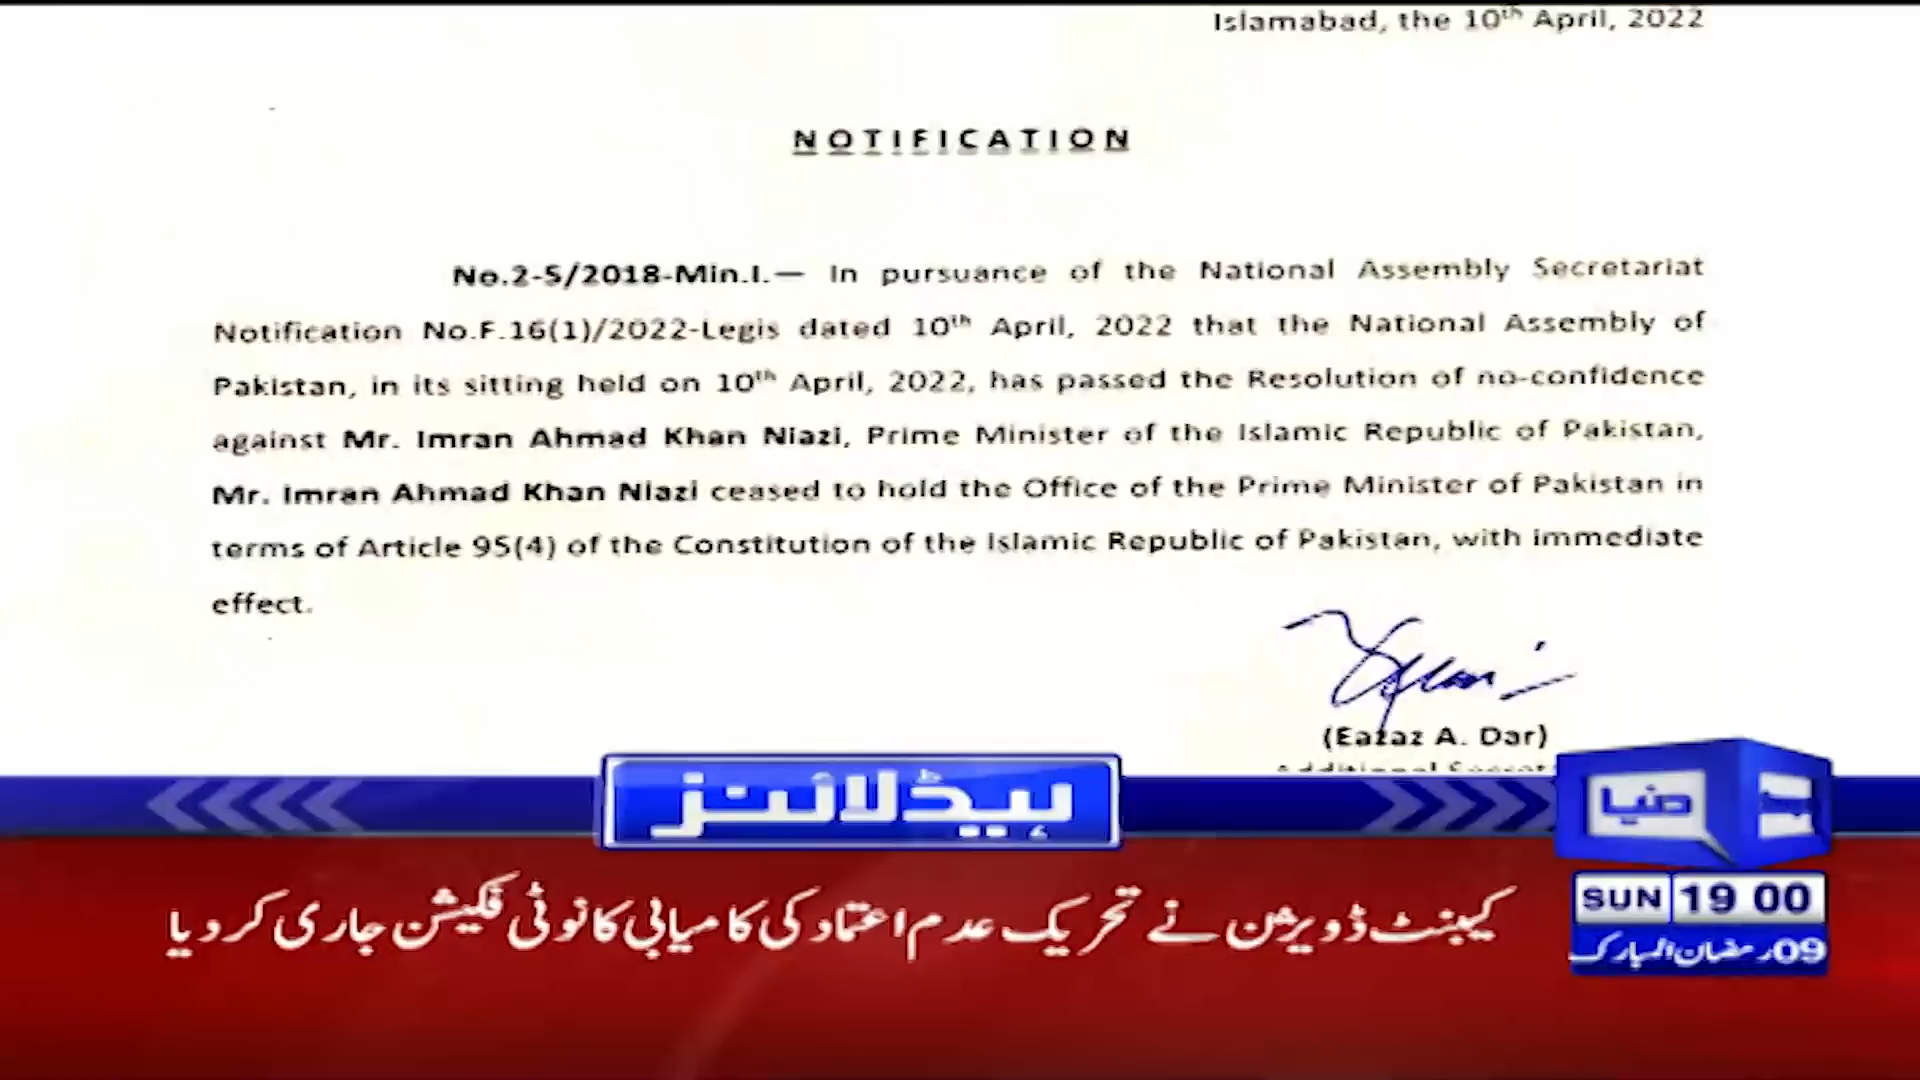 Islamabad, the 10th April, 2022
NOTIFICATION
No.2-5/2018-Min.I.— In pursuance of the National Assembly Secretariat
Notification No.F.16(1)/2022-Legis dated 10th April, 2022 that the National Assembly of
Pakistan, in its sitting held on 10th April, 2022, has passed the Resolution of no-confidence
against Mr. Imran Ahmad Khan Niazi, Prime Minister of the Islamic Republic of Pakistan,
Mr. Imran Ahmad Khan Niazi ceased to hold the Office of the Prime Minister of Pakistan in
terms of Article 95(4) of the Constitution of the Islamic Republic of Pakistan, with immediate
effect.
(Eazaz A. Dar)
ہیڈلائنز
دنیا
کیبنٹ ڈویژن نے تحریک عدم اعتماد کی کامیابی کا نوٹی فکیشن جاری کر دیا
SUN 19 00
09 رمضان المبارک